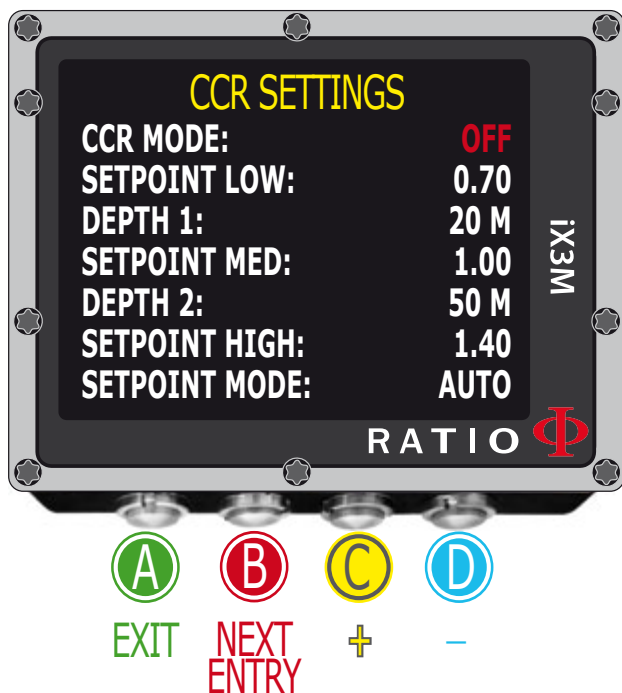 CCR SETTINGS
CCR MODE: OFF
SETPOINT LOW: 0.70
DEPTH 1: 20 M
SETPOINT MED: 1.00
DEPTH 2: 50 M
SETPOINT HIGH: 1.40
SETPOINT MODE: AUTO
iX3M
RATIO Φ
A B C D
EXIT NEXT ENTRY + −